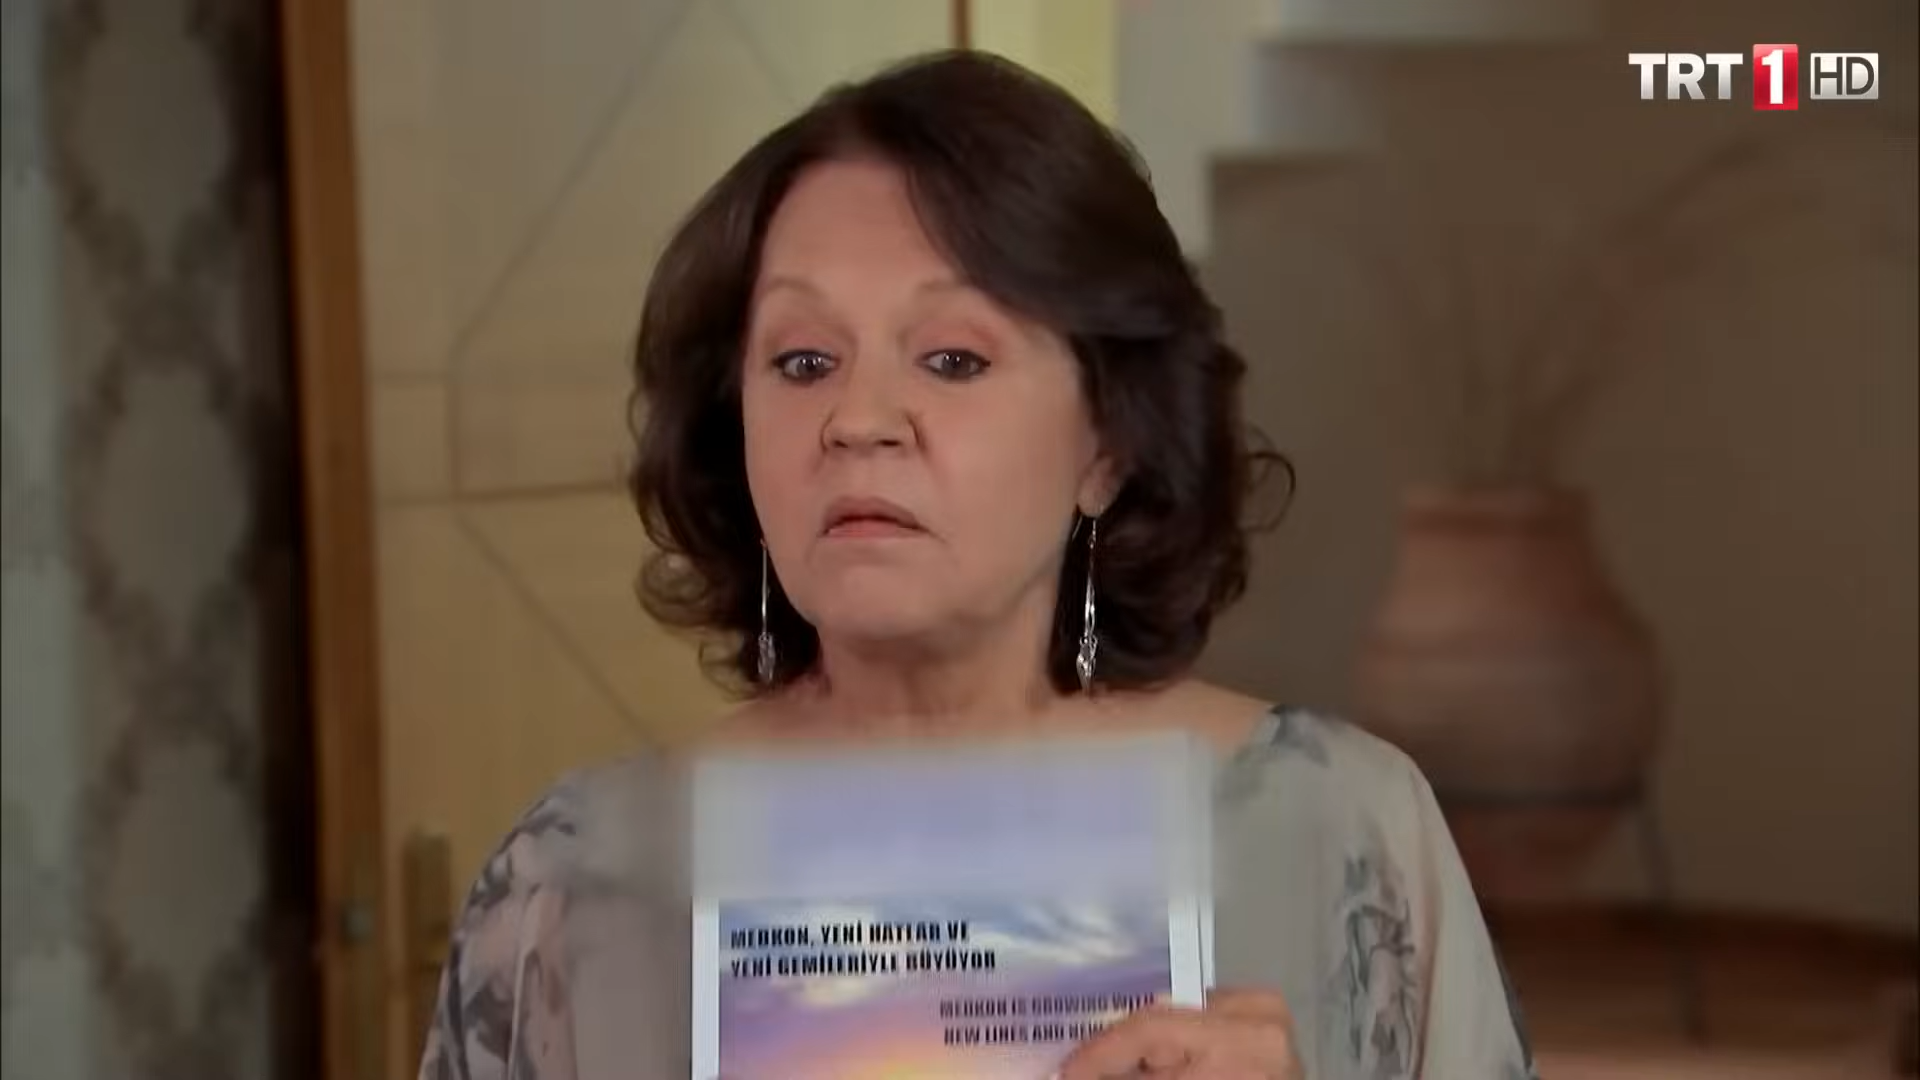 TRT 1 HD
MEDKON, YENİ HATLAR VE
YENİ GEMİLERİYLE BÜYÜYOR
MEDKON IS GROWING WITH
NEW LINES AND NEW